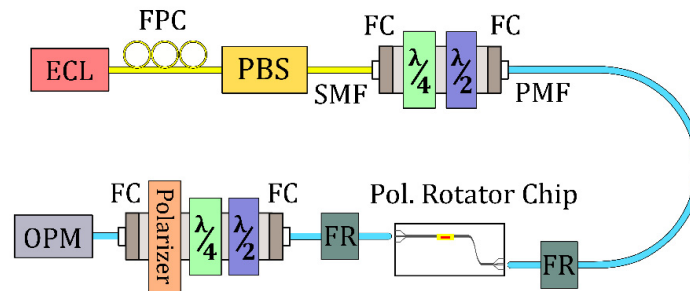 FPC
FC
FC
ECL
PBS
λ/4
λ/2
SMF
PMF
FC
FC
Pol. Rotator Chip
OPM
Polarizer
λ/4
λ/2
FR
FR